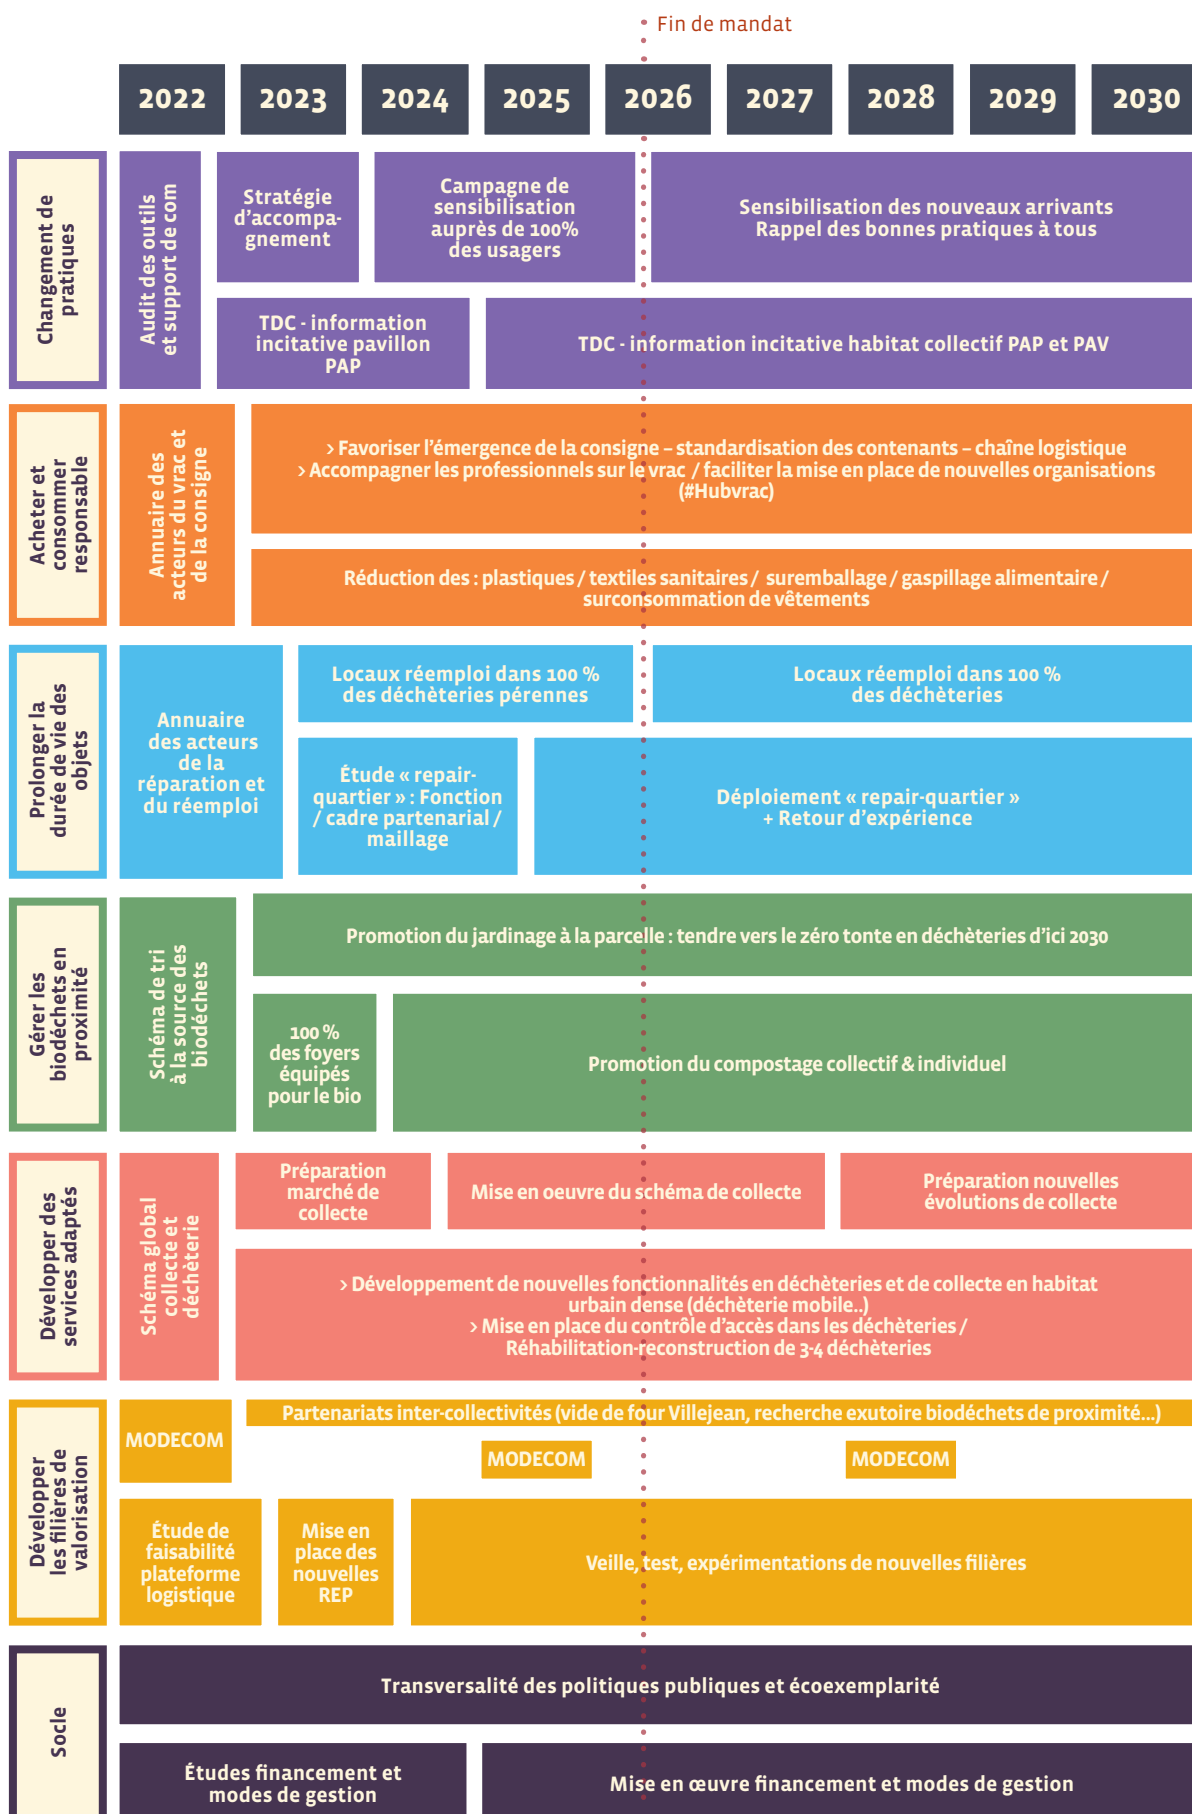 Fin de mandat
2022
2023
2024
2025
2026
2027
2028
2029
2030
Changement de
pratiques
Audit des outils
et support de com
Stratégie
d'accompa-
gnement
Campagne de
sensibilisation
auprès de 100%
des usagers
Sensibilisation des nouveaux arrivants
Rappel des bonnes pratiques à tous
TDC - information
incitative pavillon
PAP
TDC - information incitative habitat collectif PAP et PAV
Acheter et
consommer
responsable
Annuaire des
acteurs du vrac et
de la consigne
> Favoriser l'émergence de la consigne – standardisation des contenants – chaîne logistique
> Accompagner les professionnels sur le vrac / faciliter la mise en place de nouvelles organisations
(#Hubvrac)
Réduction des : plastiques / textiles sanitaires / suremballage / gaspillage alimentaire /
surconsommation de vêtements
Prolonger la
durée de vie des
objets
Annuaire
des acteurs
de la
réparation et
du réemploi
Locaux réemploi dans 100 %
des déchèteries pérennes
Locaux réemploi dans 100 %
des déchèteries
Étude « repair-
quartier » : Fonction
/ cadre partenarial /
maillage
Déploiement « repair-quartier »
+ Retour d'expérience
Gérer les
biodéchets en
proximité
Schéma de tri
à la source des
biodéchets
Promotion du jardinage à la parcelle : tendre vers le zéro tonte en déchèteries d'ici 2030
100 %
des foyers
équipés
pour le bio
Promotion du compostage collectif & individuel
Développer des
services adaptés
Schéma global
collecte et
déchèterie
Préparation
marché de
collecte
Mise en oeuvre du schéma de collecte
Préparation nouvelles
évolutions de collecte
> Développement de nouvelles fonctionnalités en déchèteries et de collecte en habitat
urbain dense (déchèterie mobile..)
> Mise en place du contrôle d'accès dans les déchèteries /
Réhabilitation-reconstruction de 3-4 déchèteries
Développer
les filières de
valorisation
MODECOM
Partenariats inter-collectivités (vide de four Villejean, recherche exutoire biodéchets de proximité...)
MODECOM
MODECOM
Étude de
faisabilité
plateforme
logistique
Mise en
place des
nouvelles
REP
Veille, test, expérimentations de nouvelles filières
Socle
Transversalité des politiques publiques et écoexemplarité
Études financement et
modes de gestion
Mise en œuvre financement et modes de gestion